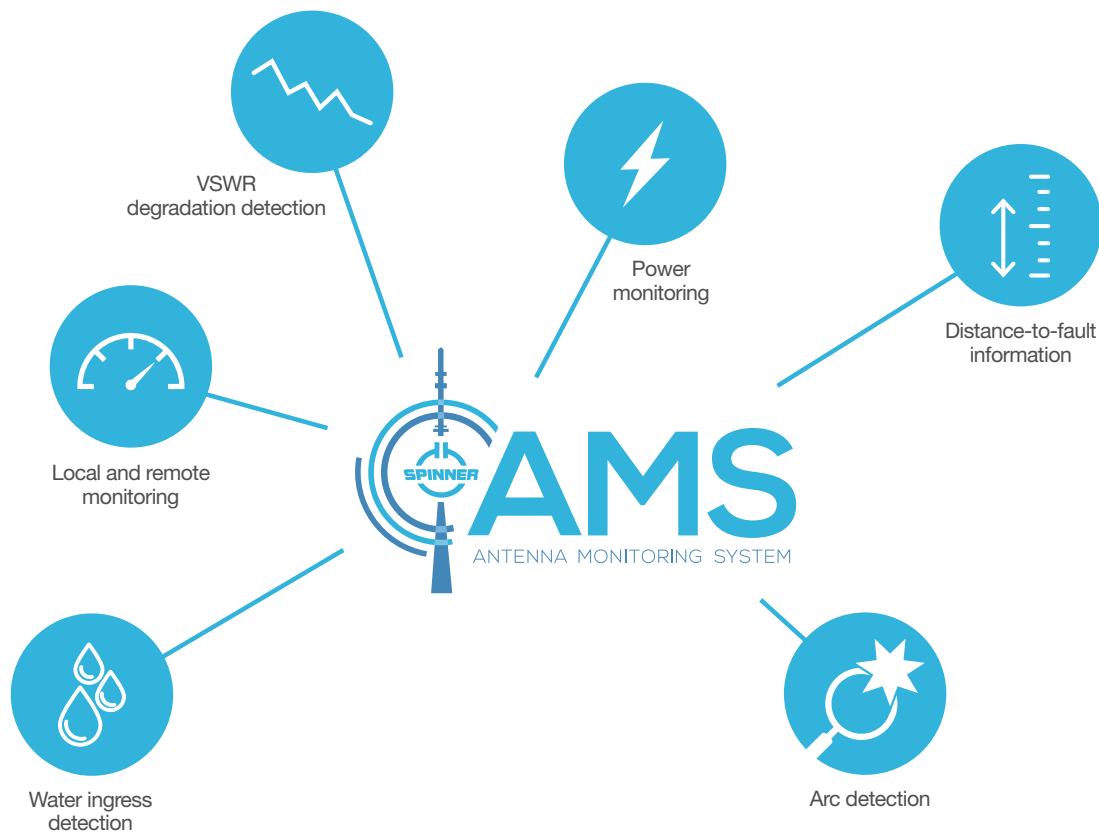 VSWR
degradation detection
Power
monitoring
Distance-to-fault
information
Local and remote
monitoring
SPINNER
AMS
ANTENNA MONITORING SYSTEM
Water ingress
detection
Arc detection